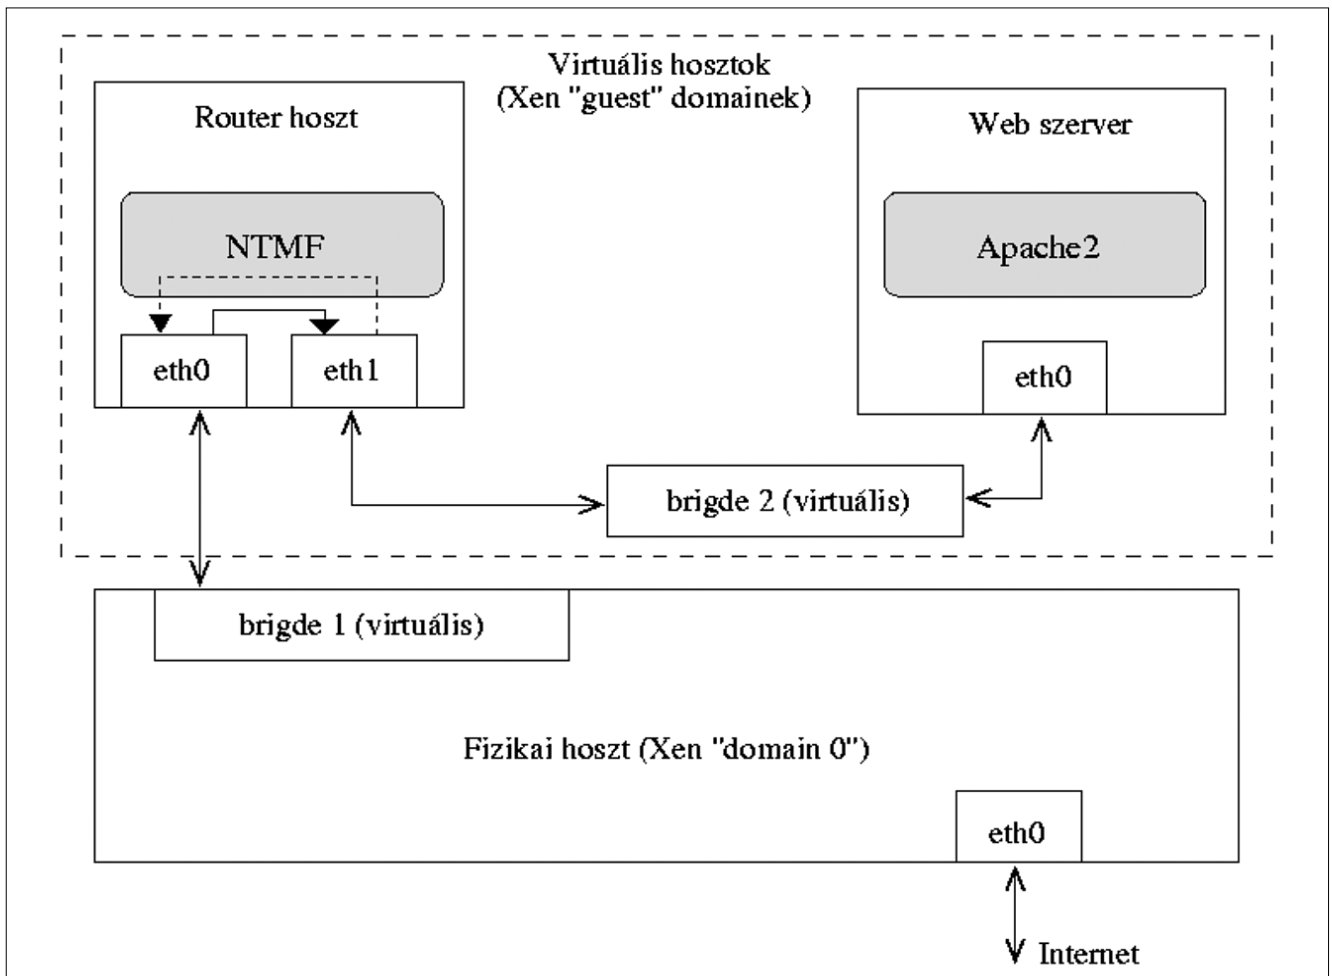 Virtuális hosztok
(Xen "guest" domainek)
Router hoszt
Web szerver
NTMF
Apache2
eth0
eth1
eth0
brigde 2 (virtuális)
brigde 1 (virtuális)
Fizikai hoszt (Xen "domain 0")
eth0
Internet